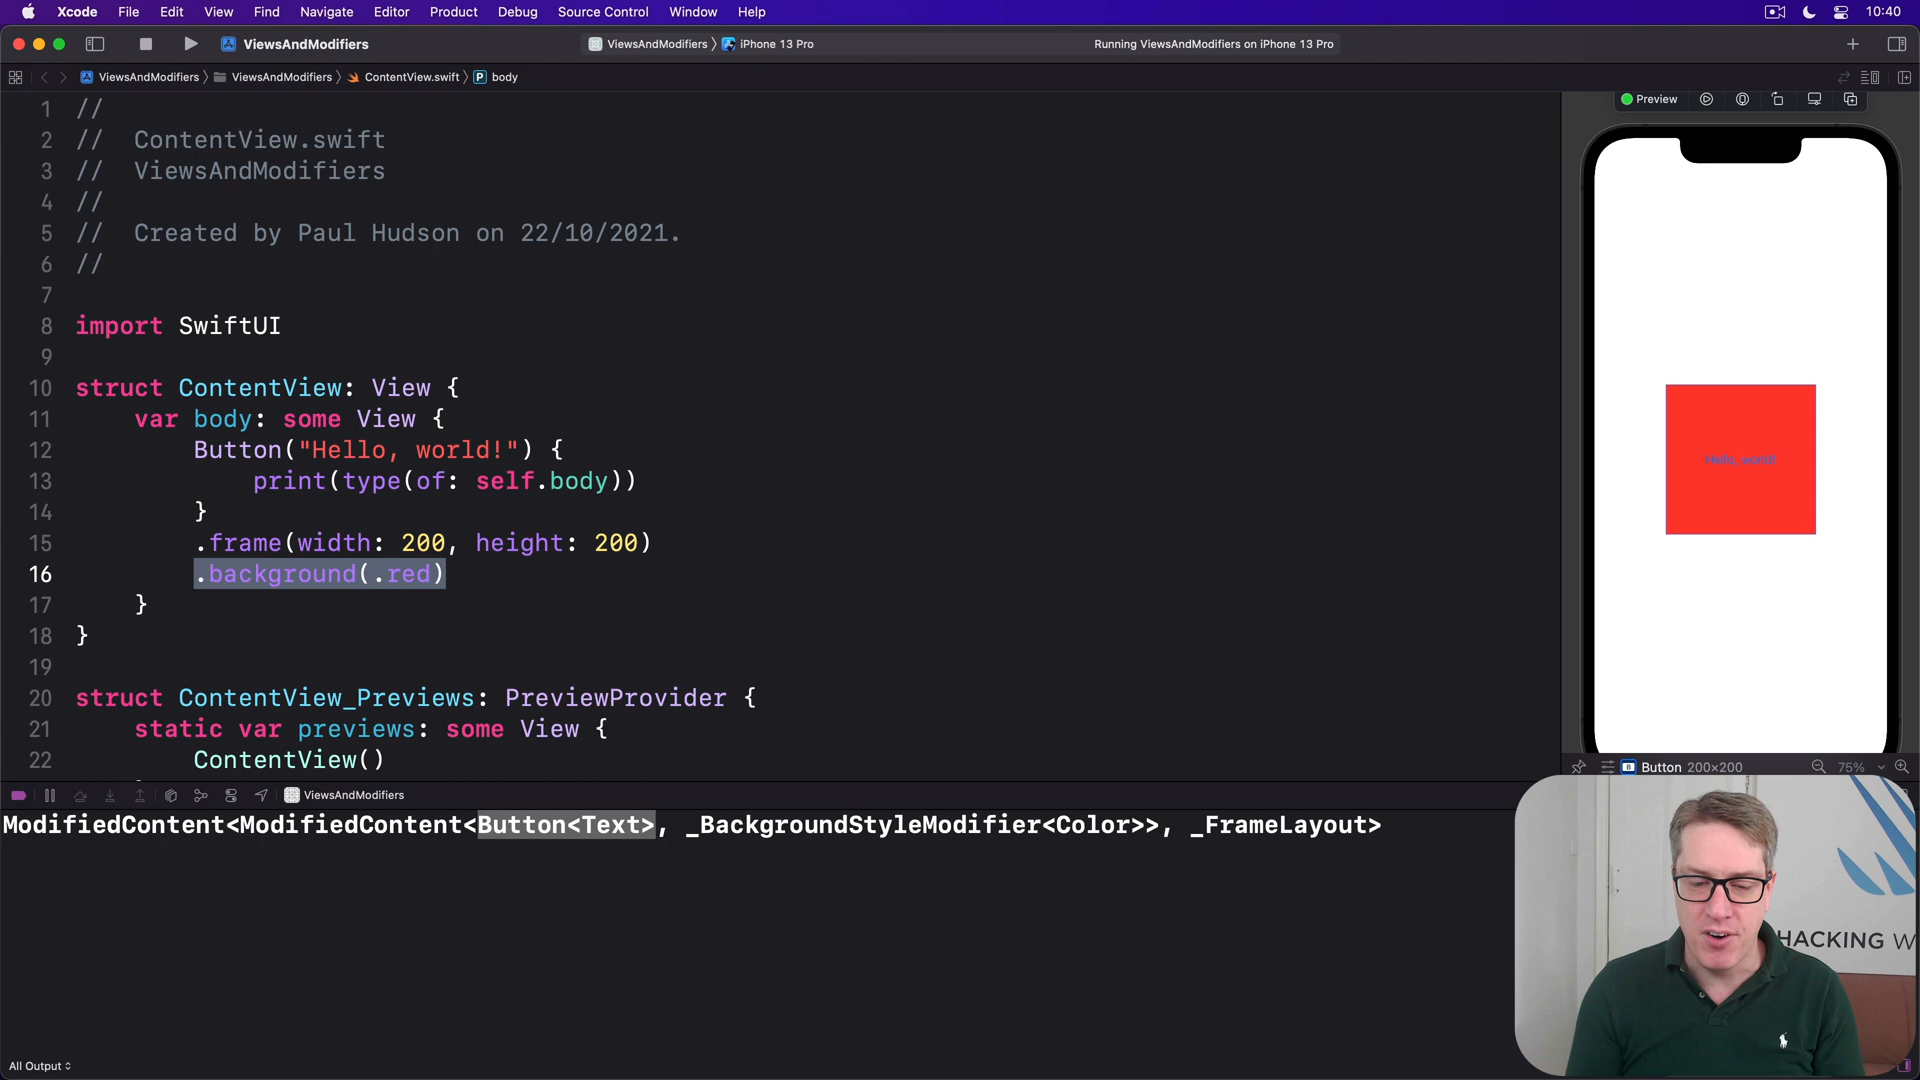 Xcode File Edit View Find Navigate Editor Product Debug Source Control Window Help 10:40
ViewsAndModifiers ViewsAndModifiers iPhone 13 Pro Running ViewsAndModifiers on iPhone 13 Pro
ViewsAndModifiers ViewsAndModifiers ContentView.swift P body
1 //
2 //  ContentView.swift
3 //  ViewsAndModifiers
4 //
5 //  Created by Paul Hudson on 22/10/2021.
6 //
7
8 import SwiftUI
9
10 struct ContentView: View {
11     var body: some View {
12         Button("Hello, world!") {
13             print(type(of: self.body))
14         }
15         .frame(width: 200, height: 200)
16         .background(.red)
17     }
18 }
19
20 struct ContentView_Previews: PreviewProvider {
21     static var previews: some View {
22         ContentView()
Preview
Hello, world!
B Button 200×200 75%
ViewsAndModifiers
ModifiedContent<ModifiedContent<Button<Text>, _BackgroundStyleModifier<Color>>, _FrameLayout>
HACKING W
All Output